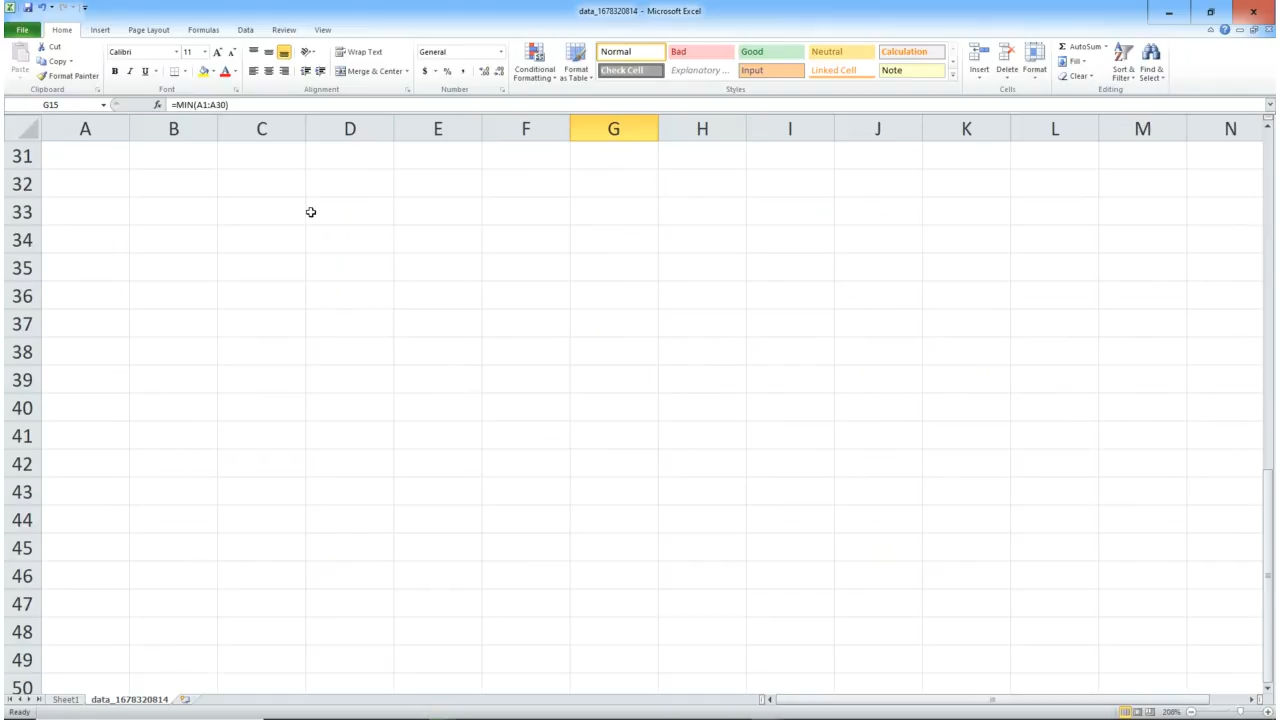 data_1678320814 - Microsoft Excel
File Home Insert Page Layout Formulas Data Review View
Paste
Cut
Copy
Format Painter
Clipboard
Calibri 11 A A
B I U A
Font
Wrap Text
Merge & Center
Alignment
General
$ % ,
Number
Conditional Formatting
Format as Table
Normal Bad Good Neutral Calculation
Check Cell Explanatory ... Input Linked Cell Note
Styles
Insert Delete Format
Cells
Σ AutoSum
Fill
Clear
Sort & Filter
Find & Select
Editing
G15 fx =MIN(A1:A30)
A B C D E F G H I J K L M N
31
32
33
34
35
36
37
38
39
40
41
42
43
44
45
46
47
48
49
50
Sheet1 data_1678320814
Ready 208%